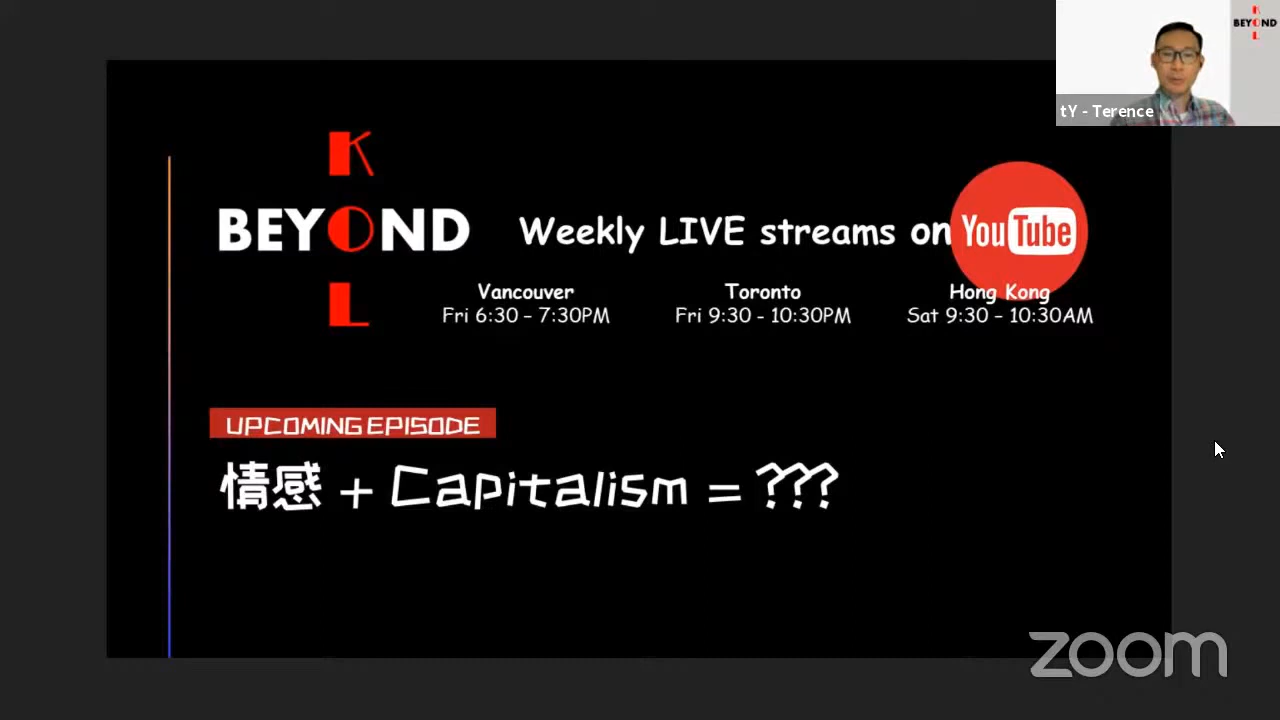 K
BEYOND
L
tY - Terence
K
BEYOND
L
Weekly LIVE streams on YouTube
Vancouver
Fri 6:30 – 7:30PM
Toronto
Fri 9:30 - 10:30PM
Hong Kong
Sat 9:30 – 10:30AM
UPCOMING EPISODE
情感 + Capitalism = ???
zoom